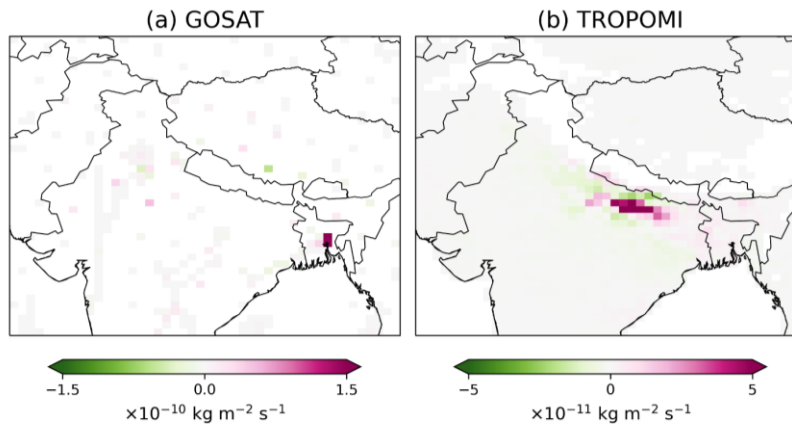 (a) GOSAT
(b) TROPOMI
−1.5 0.0 1.5
×10⁻¹⁰ kg m⁻² s⁻¹
−5 0 5
×10⁻¹¹ kg m⁻² s⁻¹